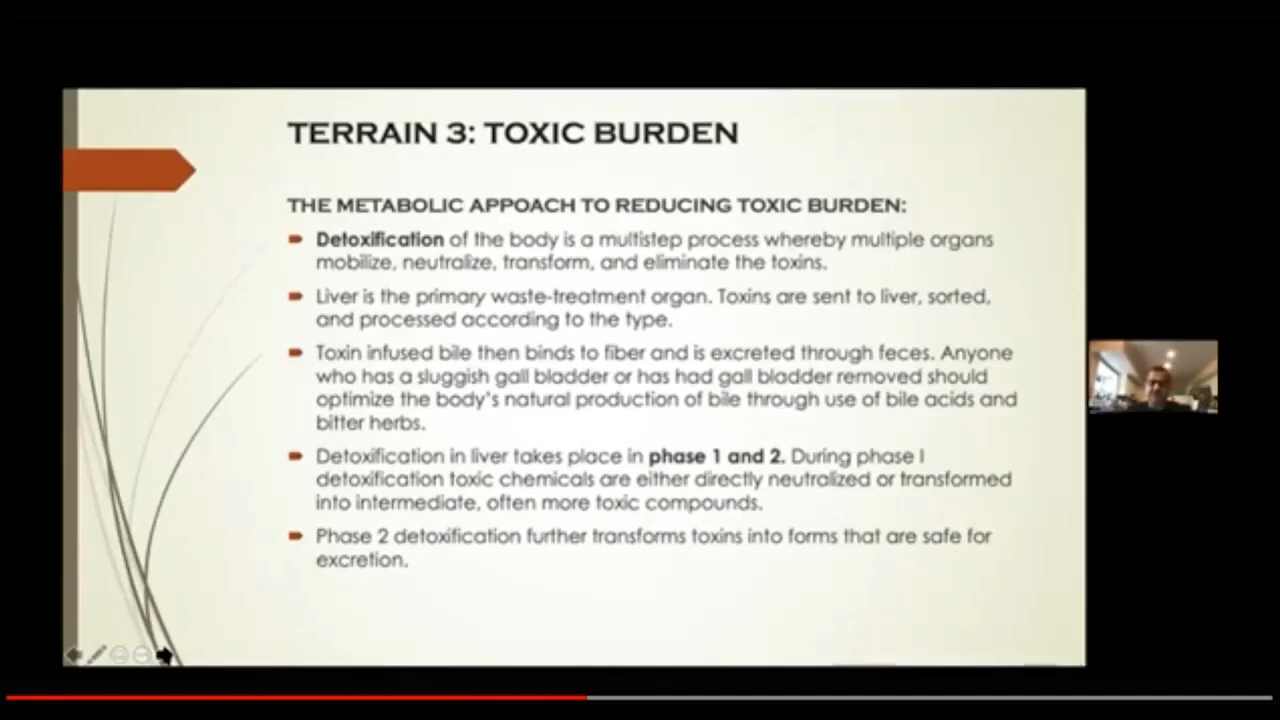 TERRAIN 3: TOXIC BURDEN
THE METABOLIC APPOACH TO REDUCING TOXIC BURDEN:
Detoxification of the body is a multistep process whereby multiple organs
mobilize, neutralize, transform, and eliminate the toxins.
Liver is the primary waste-treatment organ. Toxins are sent to liver, sorted,
and processed according to the type.
Toxin infused bile then binds to fiber and is excreted through feces. Anyone
who has a sluggish gall bladder or has had gall bladder removed should
optimize the body's natural production of bile through use of bile acids and
bitter herbs.
Detoxification in liver takes place in phase 1 and 2. During phase I
detoxification toxic chemicals are either directly neutralized or transformed
into intermediate, often more toxic compounds.
Phase 2 detoxification further transforms toxins into forms that are safe for
excretion.